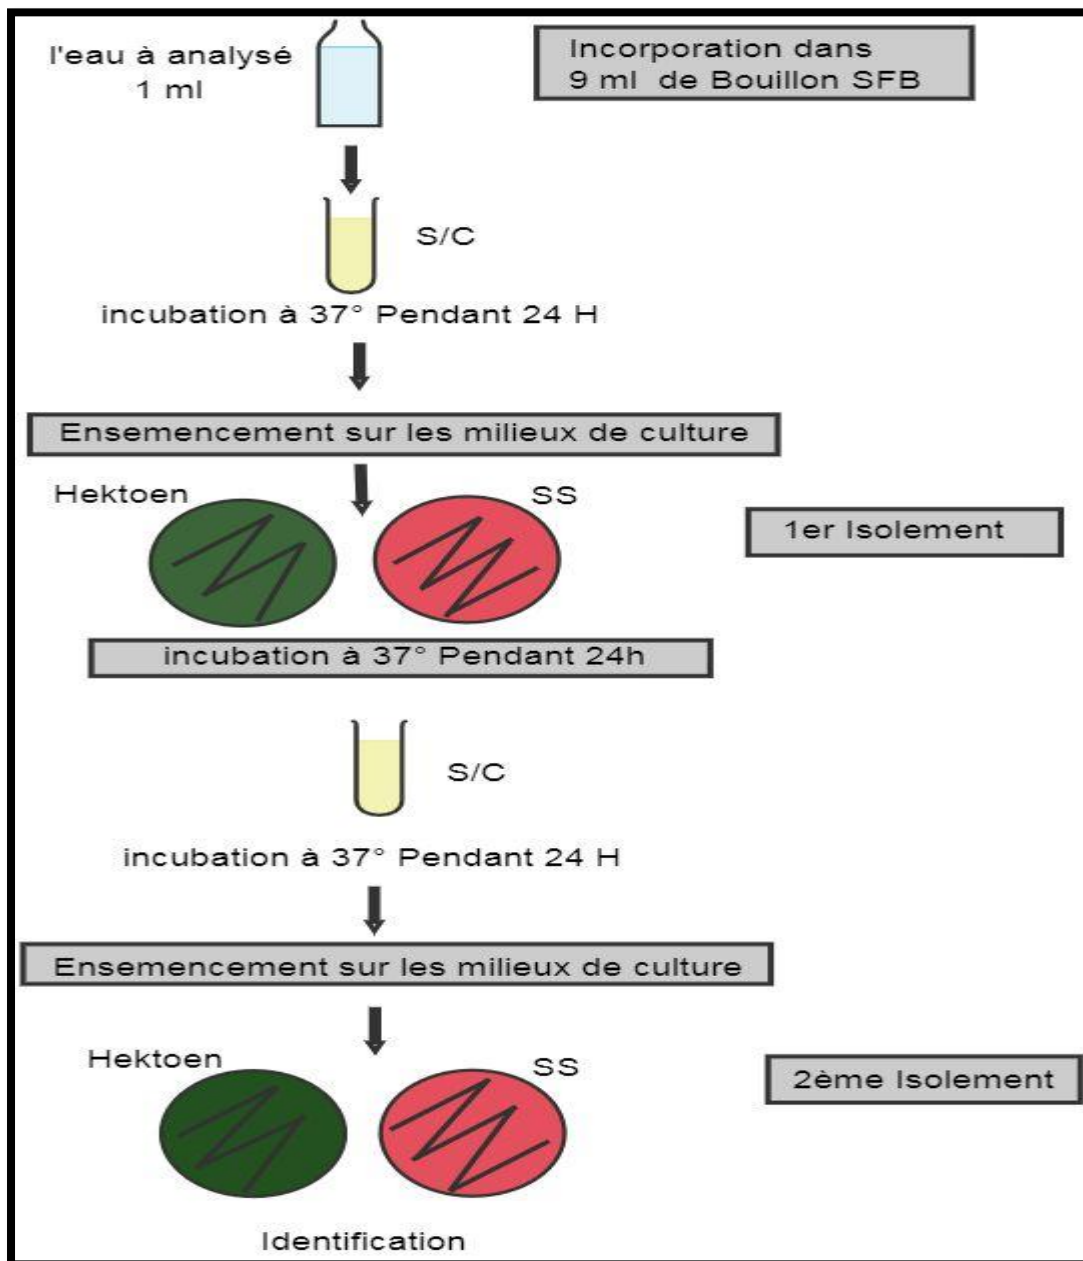 l'eau à analysé
1 ml
Incorporation dans
9 ml de Bouillon SFB
S/C
incubation à 37° Pendant 24 H
Ensemencement sur les milieux de culture
Hektoen
SS
1er Isolement
incubation à 37° Pendant 24h
S/C
incubation à 37° Pendant 24 H
Ensemencement sur les milieux de culture
Hektoen
SS
2ème Isolement
Identification